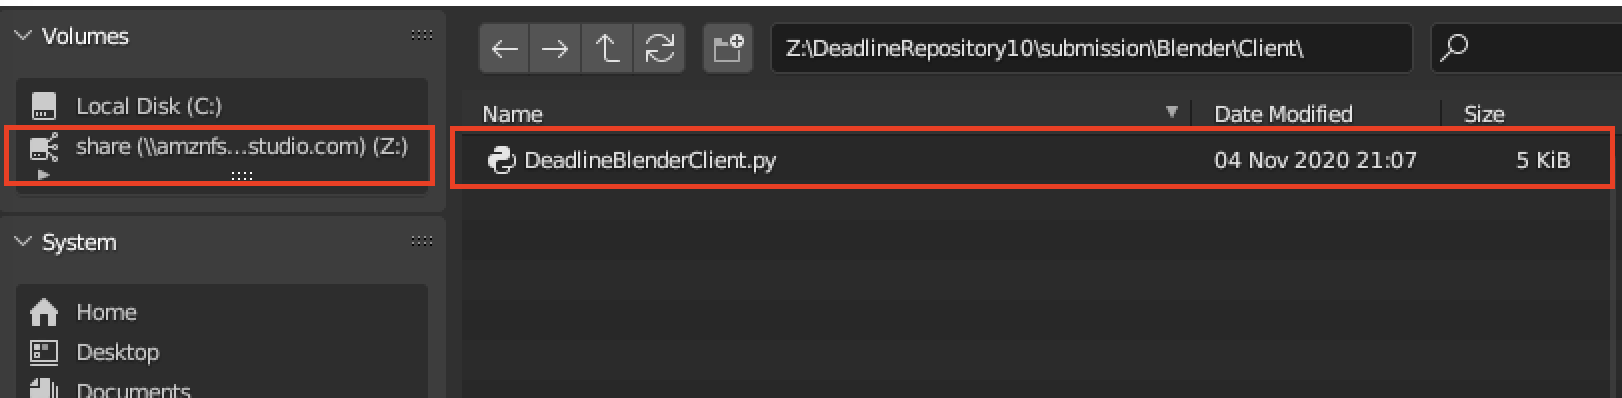 Volumes
Local Disk (C:)
share (\\amznfs...studio.com) (Z:)
System
Home
Desktop
Documents
Z:\DeadlineRepository10\submission\Blender\Client\
Name Date Modified Size
DeadlineBlenderClient.py 04 Nov 2020 21:07 5 KiB